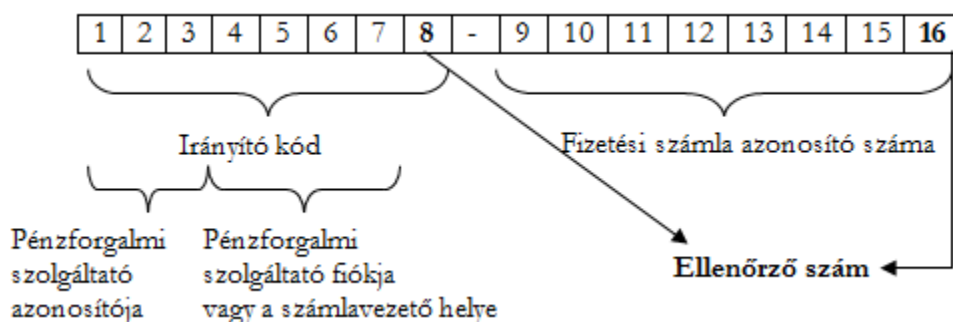 1 2 3 4 5 6 7 8 - 9 10 11 12 13 14 15 16
Irányító kód
Fizetési számla azonosító száma
Pénzforgalmi
szolgáltató
azonosítója
Pénzforgalmi
szolgáltató fiókja
vagy a számlavezető helye
Ellenőrző szám